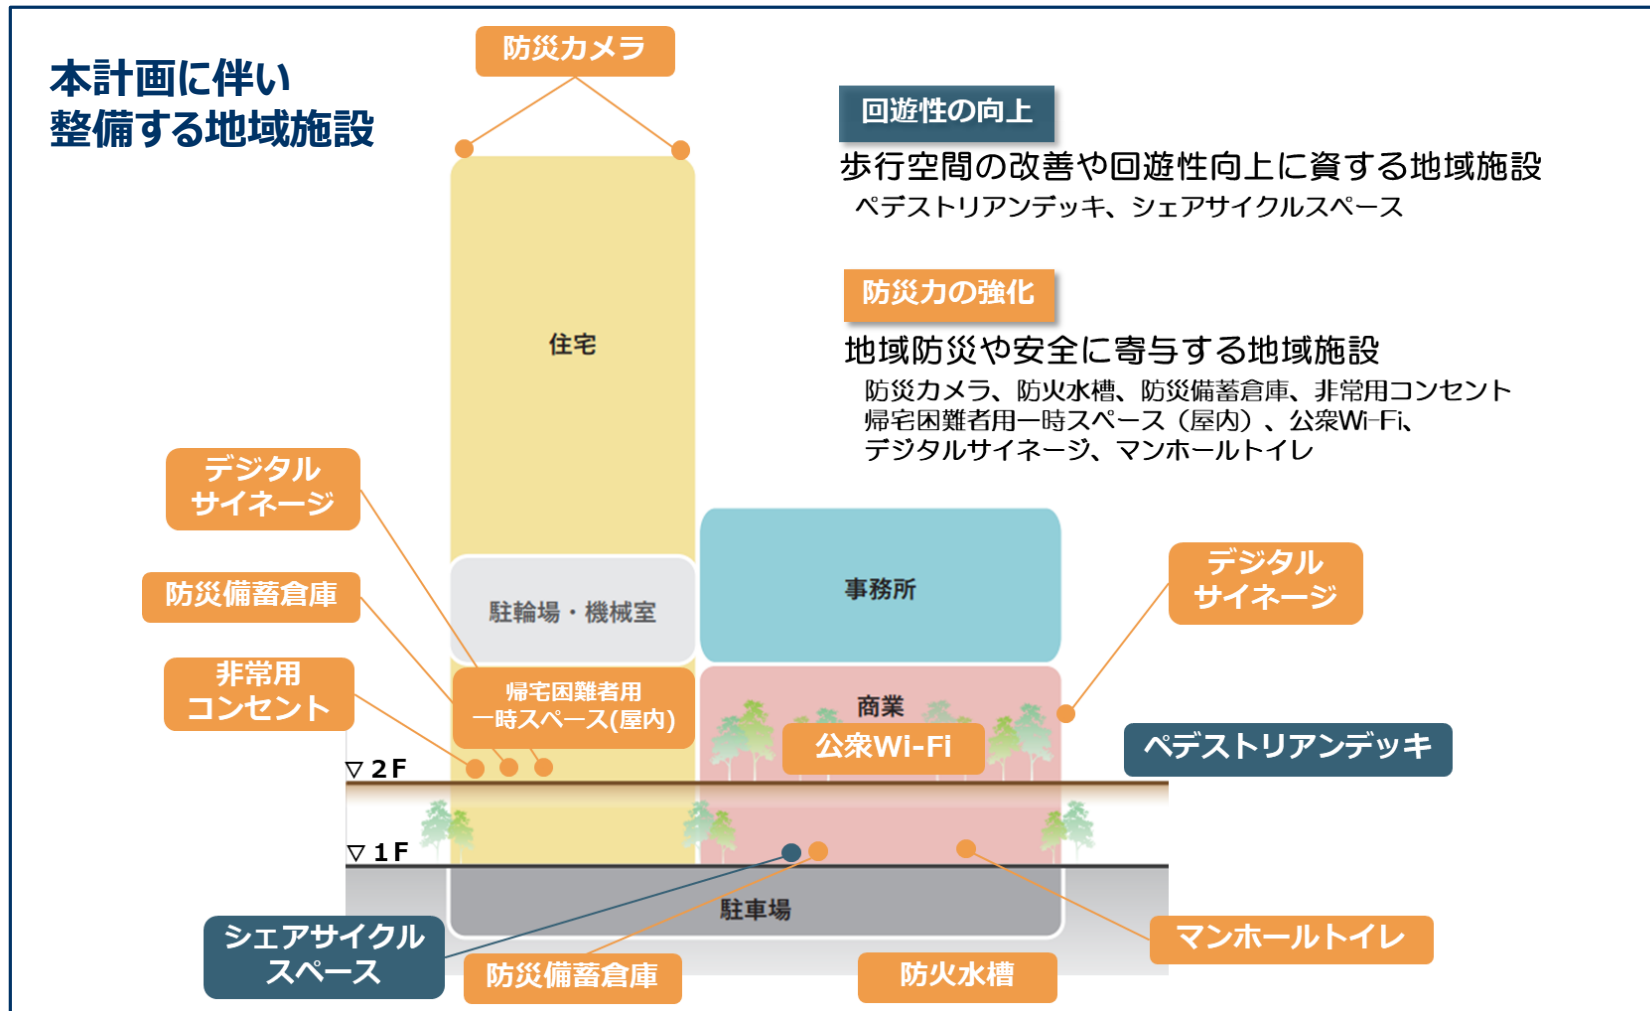 本計画に伴い
整備する地域施設
防災カメラ
回遊性の向上
歩行空間の改善や回遊性向上に資する地域施設
ペデストリアンデッキ、シェアサイクルスペース
防災力の強化
地域防災や安全に寄与する地域施設
防災カメラ、防火水槽、防災備蓄倉庫、非常用コンセント
帰宅困難者用一時スペース（屋内）、公衆Wi-Fi、
デジタルサイネージ、マンホールトイレ
住宅
デジタル
サイネージ
防災備蓄倉庫
非常用
コンセント
駐輪場・機械室
帰宅困難者用
一時スペース(屋内)
事務所
商業
公衆Wi-Fi
デジタル
サイネージ
ペデストリアンデッキ
▽2F
▽1F
駐車場
シェアサイクル
スペース
防災備蓄倉庫
防火水槽
マンホールトイレ